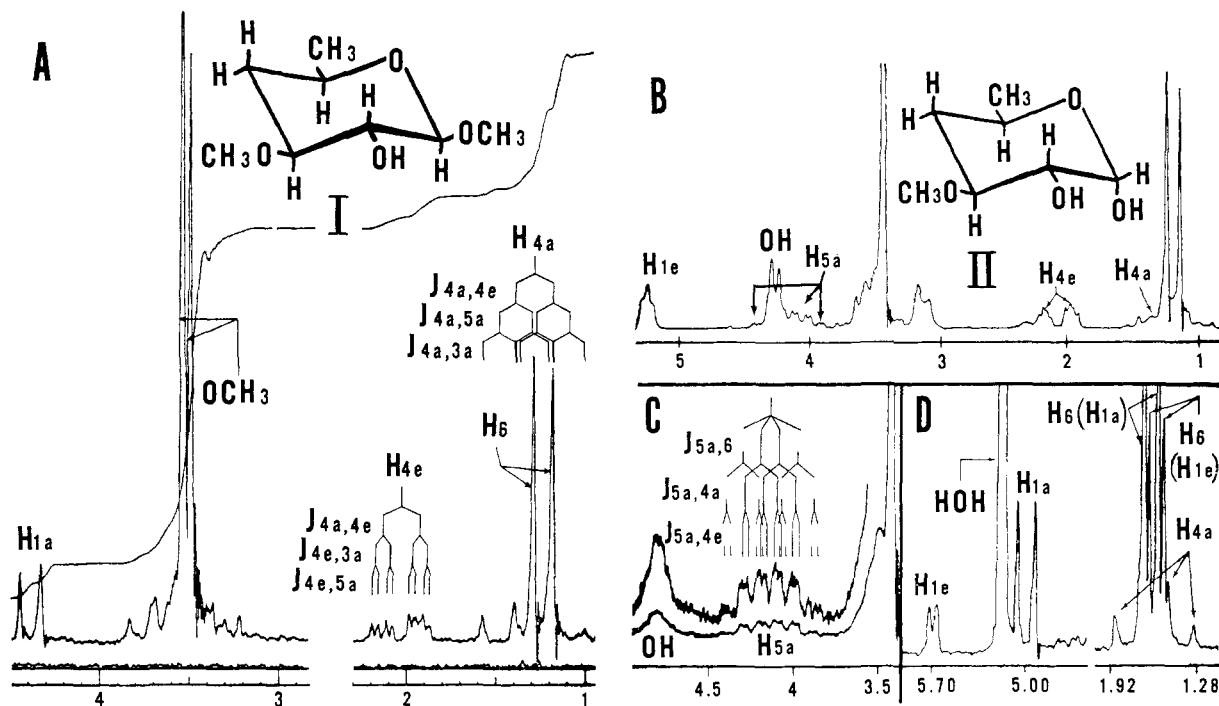 A
H
H
CH3
O
H
H
CH3O
OH
OCH3
H
H
I
OCH3
H1a
H4a
J4a,4e
J4a,5a
J4a,3a
H6
H4e
J4a,4e
J4e,3a
J4e,5a
4 3 2 1
B
H
H
CH3
O
H
H
H
CH3O
OH
OH
H
II
H1e
OH
H5a
H4e
H4a
5 4 3 2 1
C
J5a,6
J5a,4a
J5a,4e
OH
H5a
4.5 4 3.5
D
H6(H1a)
H6
(H1e)
HOH
H1a
H4a
H1e
5.70 5.00 1.92 1.28